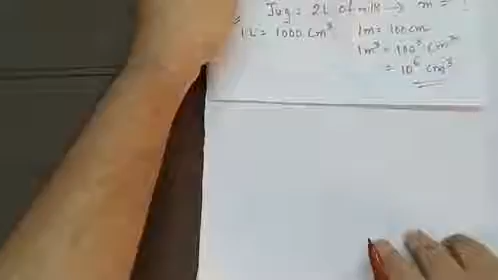 Jug = 2L of milk → m = ?
1L = 1000 cm³ 1m = 100 cm
1m³ = 100³ cm³
= 10⁶ cm³